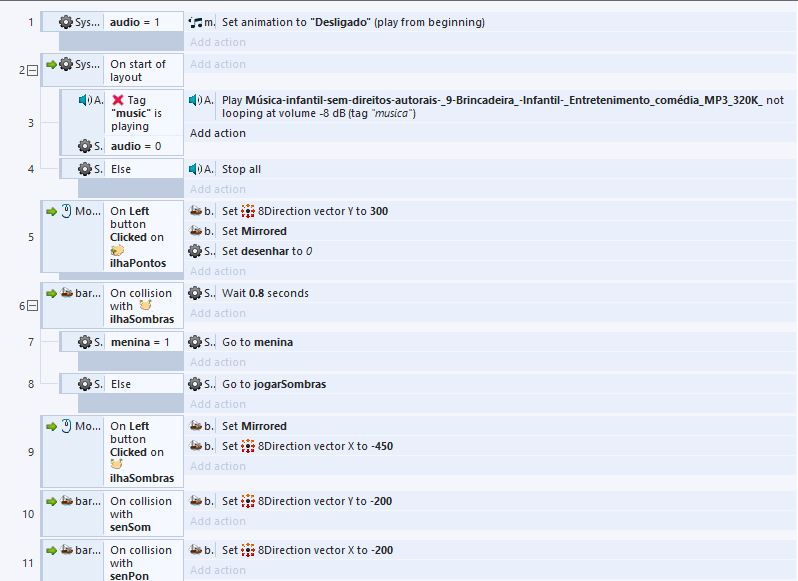 1 Sys... audio = 1 m. Set animation to "Desligado" (play from beginning)
Add action
2 Sys... On start of layout Add action
3 A. Tag "music" is playing A. Play Música-infantil-sem-direitos-autorais-_9-Brincadeira_-Infantil-_Entretenimento_comédia_MP3_320K_ not
looping at volume -8 dB (tag "musica")
S. audio = 0 Add action
4 S. Else A. Stop all
Add action
5 Mo... On Left button Clicked on ilhaPontos b. Set 8Direction vector Y to 300
b. Set Mirrored
S.. Set desenhar to 0
Add action
6 bar... On collision with ilhaSombras S.. Wait 0.8 seconds
Add action
7 S. menina = 1 S.. Go to menina
Add action
8 S. Else S.. Go to jogarSombras
Add action
9 Mo... On Left button Clicked on ilhaSombras b. Set Mirrored
b. Set 8Direction vector X to -450
Add action
10 bar... On collision with senSom b. Set 8Direction vector Y to -200
Add action
11 bar... On collision with senPon b. Set 8Direction vector X to -200
Add action